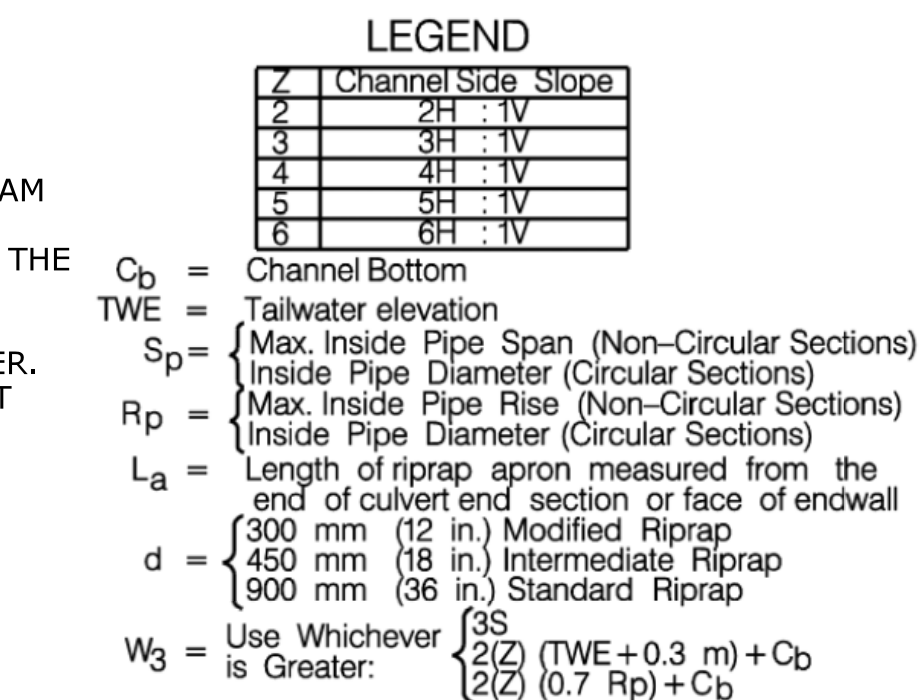 LEGEND
Z Channel Side Slope
2 2H : 1V
3 3H : 1V
4 4H : 1V
5 5H : 1V
6 6H : 1V
AM
THE
ER.
T
Cb = Channel Bottom
TWE = Tailwater elevation
Sp = { Max. Inside Pipe Span (Non–Circular Sections)
Inside Pipe Diameter (Circular Sections)
Rp = { Max. Inside Pipe Rise (Non–Circular Sections)
Inside Pipe Diameter (Circular Sections)
La = Length of riprap apron measured from the
end of culvert end section or face of endwall
d = { 300 mm (12 in.) Modified Riprap
450 mm (18 in.) Intermediate Riprap
900 mm (36 in.) Standard Riprap
W3 = Use Whichever is Greater: { 3S
2(Z) (TWE+0.3 m)+Cb
2(Z) (0.7 Rp)+Cb